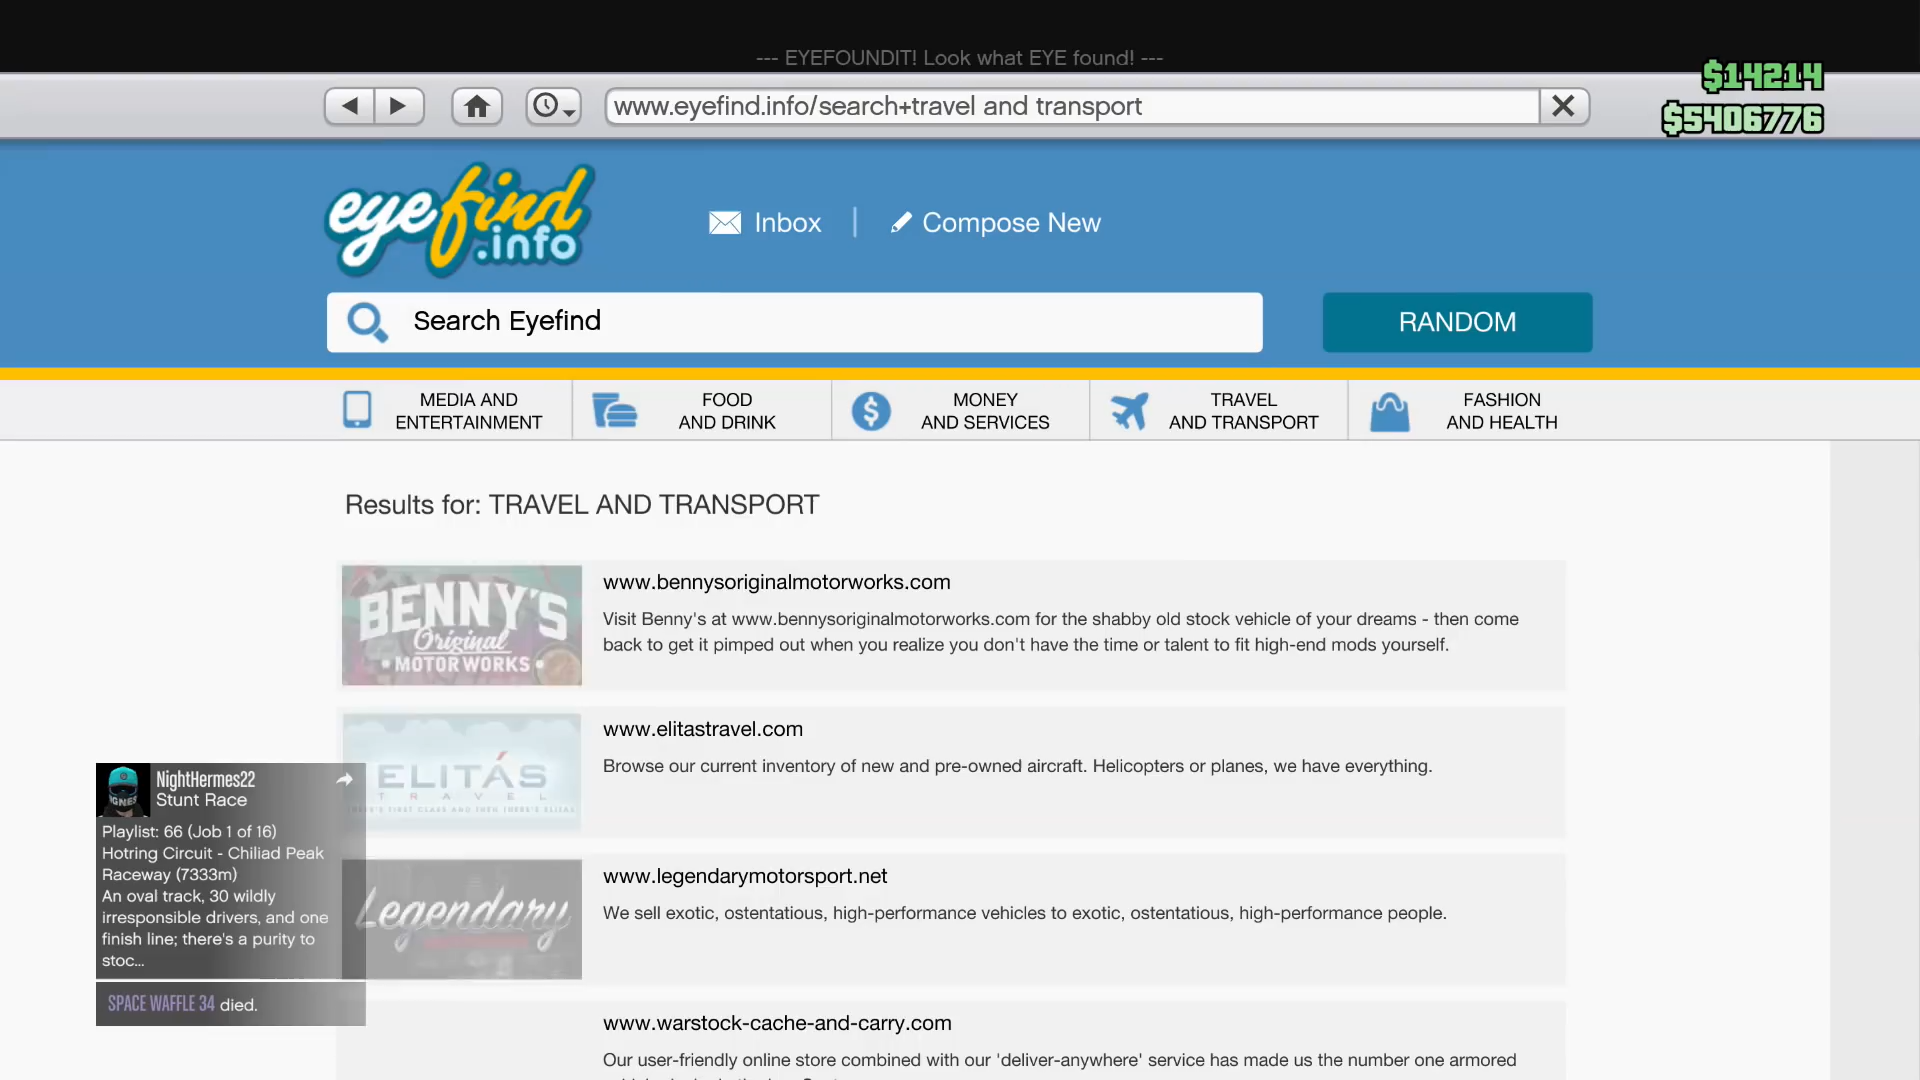 --- EYEFOUNDIT! Look what EYE found! ---
$14214
www.eyefind.info/search+travel and transport
$5406776
eyefind
.info
Inbox
Compose New
Search Eyefind
RANDOM
MEDIA AND
ENTERTAINMENT
FOOD
AND DRINK
MONEY
AND SERVICES
TRAVEL
AND TRANSPORT
FASHION
AND HEALTH
Results for: TRAVEL AND TRANSPORT
BENNY'S
Original
MOTOR WORKS
www.bennysoriginalmotorworks.com
Visit Benny's at www.bennysoriginalmotorworks.com for the shabby old stock vehicle of your dreams - then come
back to get it pimped out when you realize you don't have the time or talent to fit high-end mods yourself.
ELITÁS
TRAVEL
THERE'S FIRST CLASS AND THEN THERE'S ELITÁS
www.elitastravel.com
Browse our current inventory of new and pre-owned aircraft. Helicopters or planes, we have everything.
Legendary
www.legendarymotorsport.net
We sell exotic, ostentatious, high-performance vehicles to exotic, ostentatious, high-performance people.
www.warstock-cache-and-carry.com
Our user-friendly online store combined with our 'deliver-anywhere' service has made us the number one armored
NightHermes22
Stunt Race
Playlist: 66 (Job 1 of 16)
Hotring Circuit - Chiliad Peak
Raceway (7333m)
An oval track, 30 wildly
irresponsible drivers, and one
finish line; there's a purity to
stoc...
SPACE WAFFLE 34 died.